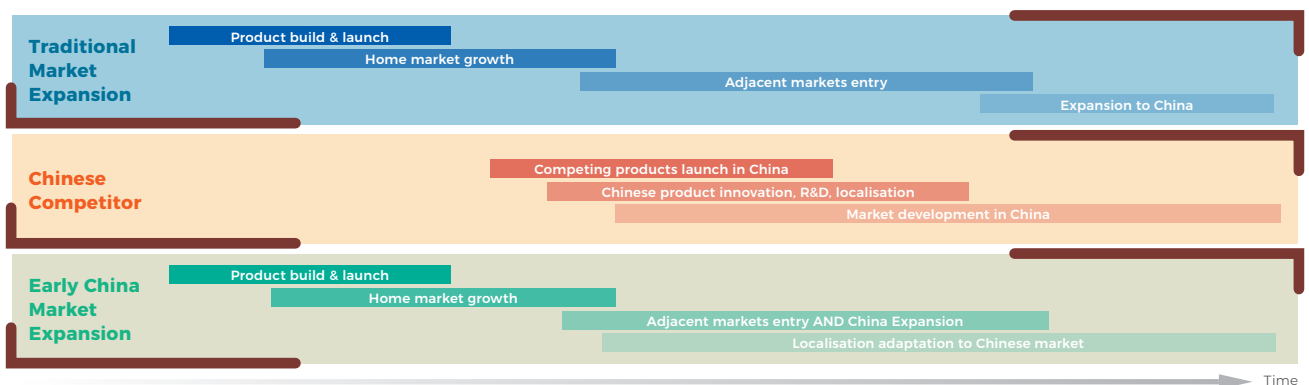 Traditional
Market
Expansion
Product build & launch
Home market growth
Adjacent markets entry
Expansion to China
Chinese
Competitor
Competing products launch in China
Chinese product innovation, R&D, localisation
Market development in China
Early China
Market
Expansion
Product build & launch
Home market growth
Adjacent markets entry AND China Expansion
Localisation adaptation to Chinese market
Time